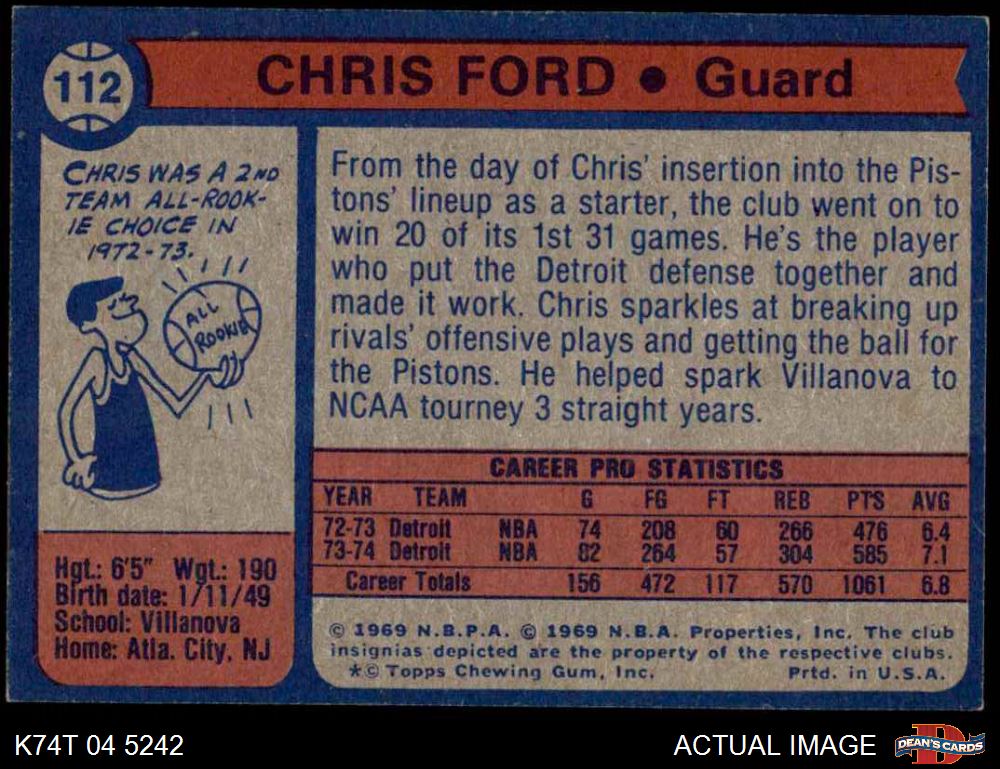 112
CHRIS FORD ● Guard
CHRIS WAS A 2ND
TEAM ALL-ROOK-
IE CHOICE IN
1972-73.
ALL
ROOKIE
From the day of Chris' insertion into the Pis-
tons' lineup as a starter, the club went on to
win 20 of its 1st 31 games. He's the player
who put the Detroit defense together and
made it work. Chris sparkles at breaking up
rivals' offensive plays and getting the ball for
the Pistons. He helped spark Villanova to
NCAA tourney 3 straight years.
Hgt.: 6'5" Wgt.: 190
Birth date: 1/11/49
School: Villanova
Home: Atla. City, NJ
CAREER PRO STATISTICS
YEAR TEAM G FG FT REB PTS AVG
72-73 Detroit NBA 74 208 60 266 476 6.4
73-74 Detroit NBA 82 264 57 304 585 7.1
Career Totals 156 472 117 570 1061 6.8
© 1969 N.B.P.A. © 1969 N.B.A. Properties, Inc. The club
insignias depicted are the property of the respective clubs.
*© Topps Chewing Gum, Inc. Prtd. in U.S.A.
K74T 04 5242
ACTUAL IMAGE
D
DEAN'S CARDS